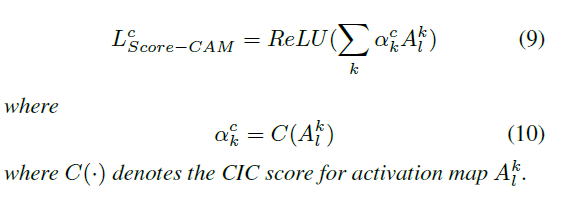 L^c_{Score-CAM} = ReLU(∑_k α^c_k A^k_l) (9)
where
α^c_k = C(A^k_l) (10)
where C(·) denotes the CIC score for activation map A^k_l.